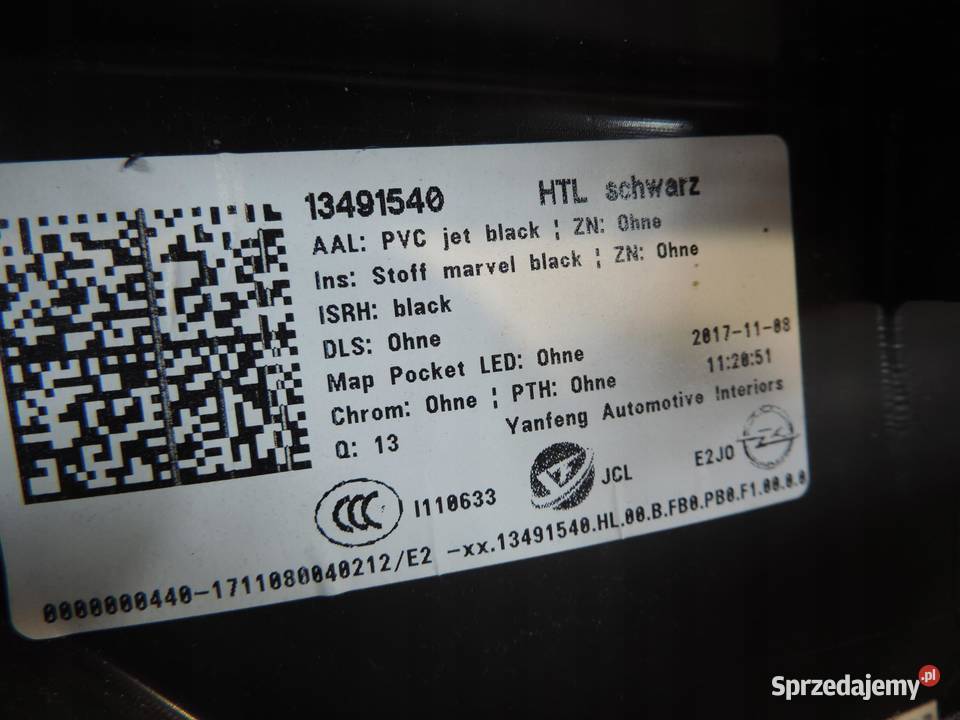 13491540 HTL schwarz
AAL: PVC jet black ¦ ZN: Ohne
Ins: Stoff marvel black ¦ ZN: Ohne
ISRH: black
DLS: Ohne
2017-11-08
Map Pocket LED: Ohne
11:20:51
Chrom: Ohne ¦ PTH: Ohne
Yanfeng Automotive Interiors
Q: 13
CCC I110633 JCL E2JO
0000000440-1711080040212/E2 -xx.13491540.HL.00.B.FB0.PB0.F1.00.0.0
Sprzedajemy.pl